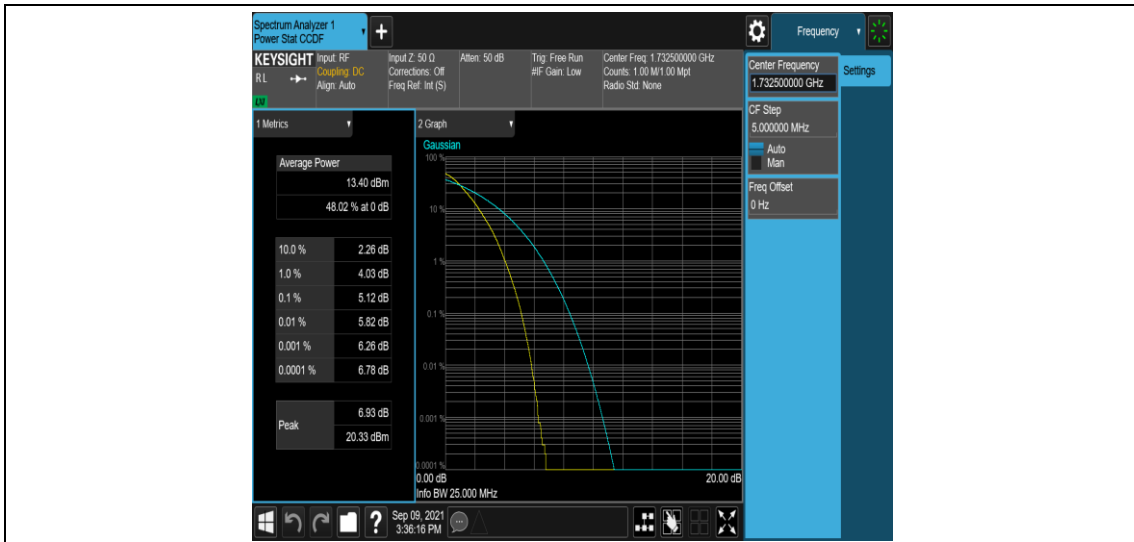 Spectrum Analyzer 1
Power Stat CCDF
+
Frequency
KEYSIGHT
RL
LXI
Input: RF
Coupling: DC
Align: Auto
Input Z: 50 Ω
Corrections: Off
Freq Ref: Int (S)
Atten: 50 dB
Trig: Free Run
#IF Gain: Low
Center Freq: 1.732500000 GHz
Counts: 1.00 M/1.00 Mpt
Radio Std: None
Center Frequency
1.732500000 GHz
Settings
CF Step
5.000000 MHz
Auto
Man
Freq Offset
0 Hz
1 Metrics
Average Power
13.40 dBm
48.02 % at 0 dB
10.0 % 2.26 dB
1.0 % 4.03 dB
0.1 % 5.12 dB
0.01 % 5.82 dB
0.001 % 6.26 dB
0.0001 % 6.78 dB
Peak
6.93 dB
20.33 dBm
2 Graph
Gaussian
100 %
10 %
1 %
0.1 %
0.01 %
0.001 %
0.0001 %
0.00 dB 20.00 dB
Info BW 25.000 MHz
?
Sep 09, 2021
3:36:16 PM